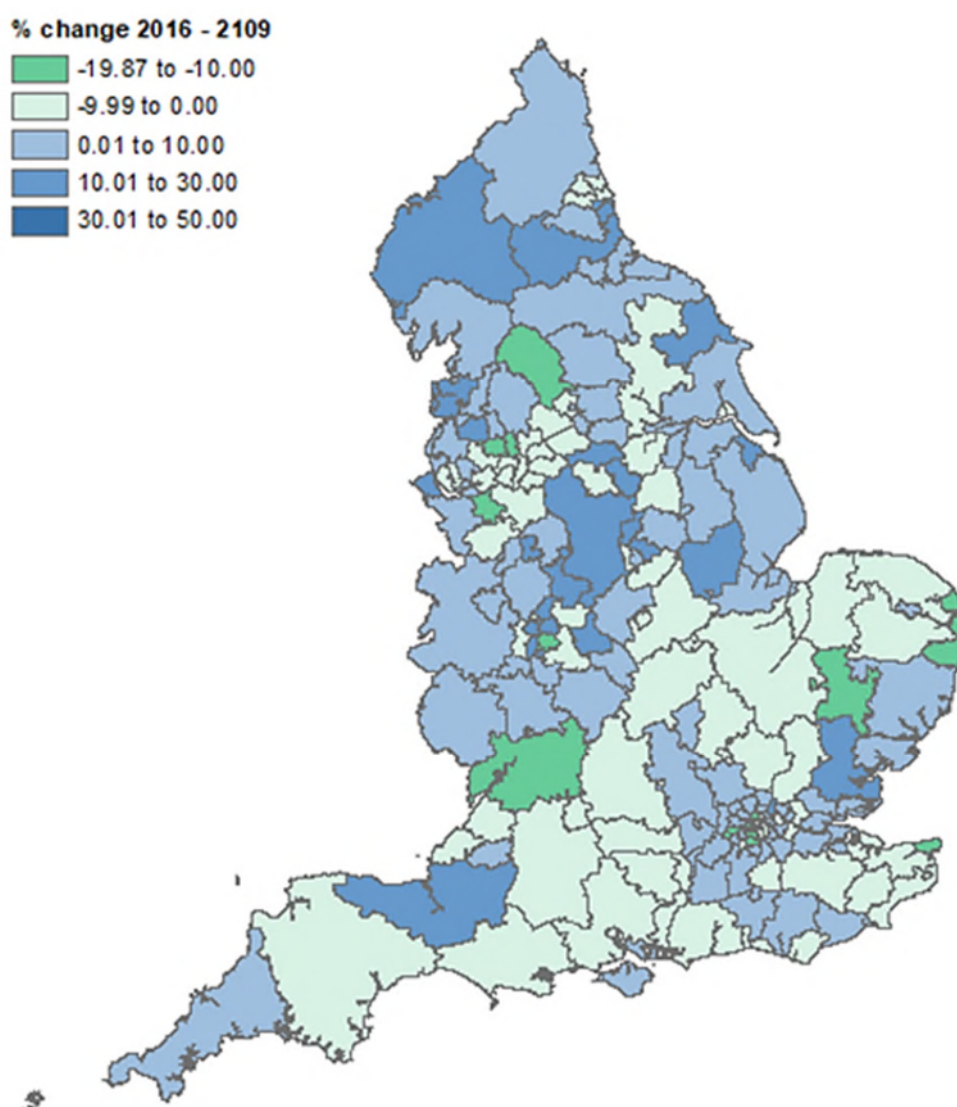 % change 2016 - 2109
-19.87 to -10.00
-9.99 to 0.00
0.01 to 10.00
10.01 to 30.00
30.01 to 50.00